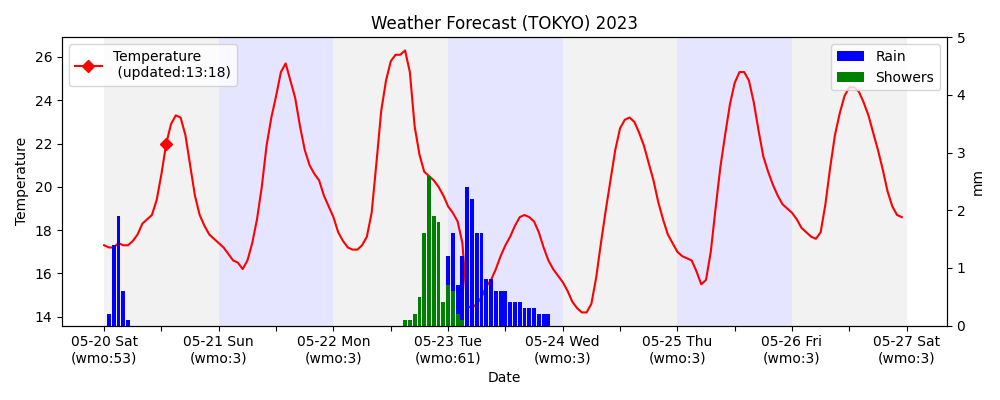 Weather Forecast (TOKYO) 2023
Temperature
(updated:13:18)
Rain
Showers
Temperature
26
24
22
20
18
16
14
5
4
3
2
1
0
mm
05-20 Sat
(wmo:53)
05-21 Sun
(wmo:3)
05-22 Mon
(wmo:3)
05-23 Tue
(wmo:61)
05-24 Wed
(wmo:3)
05-25 Thu
(wmo:3)
05-26 Fri
(wmo:3)
05-27 Sat
(wmo:3)
Date